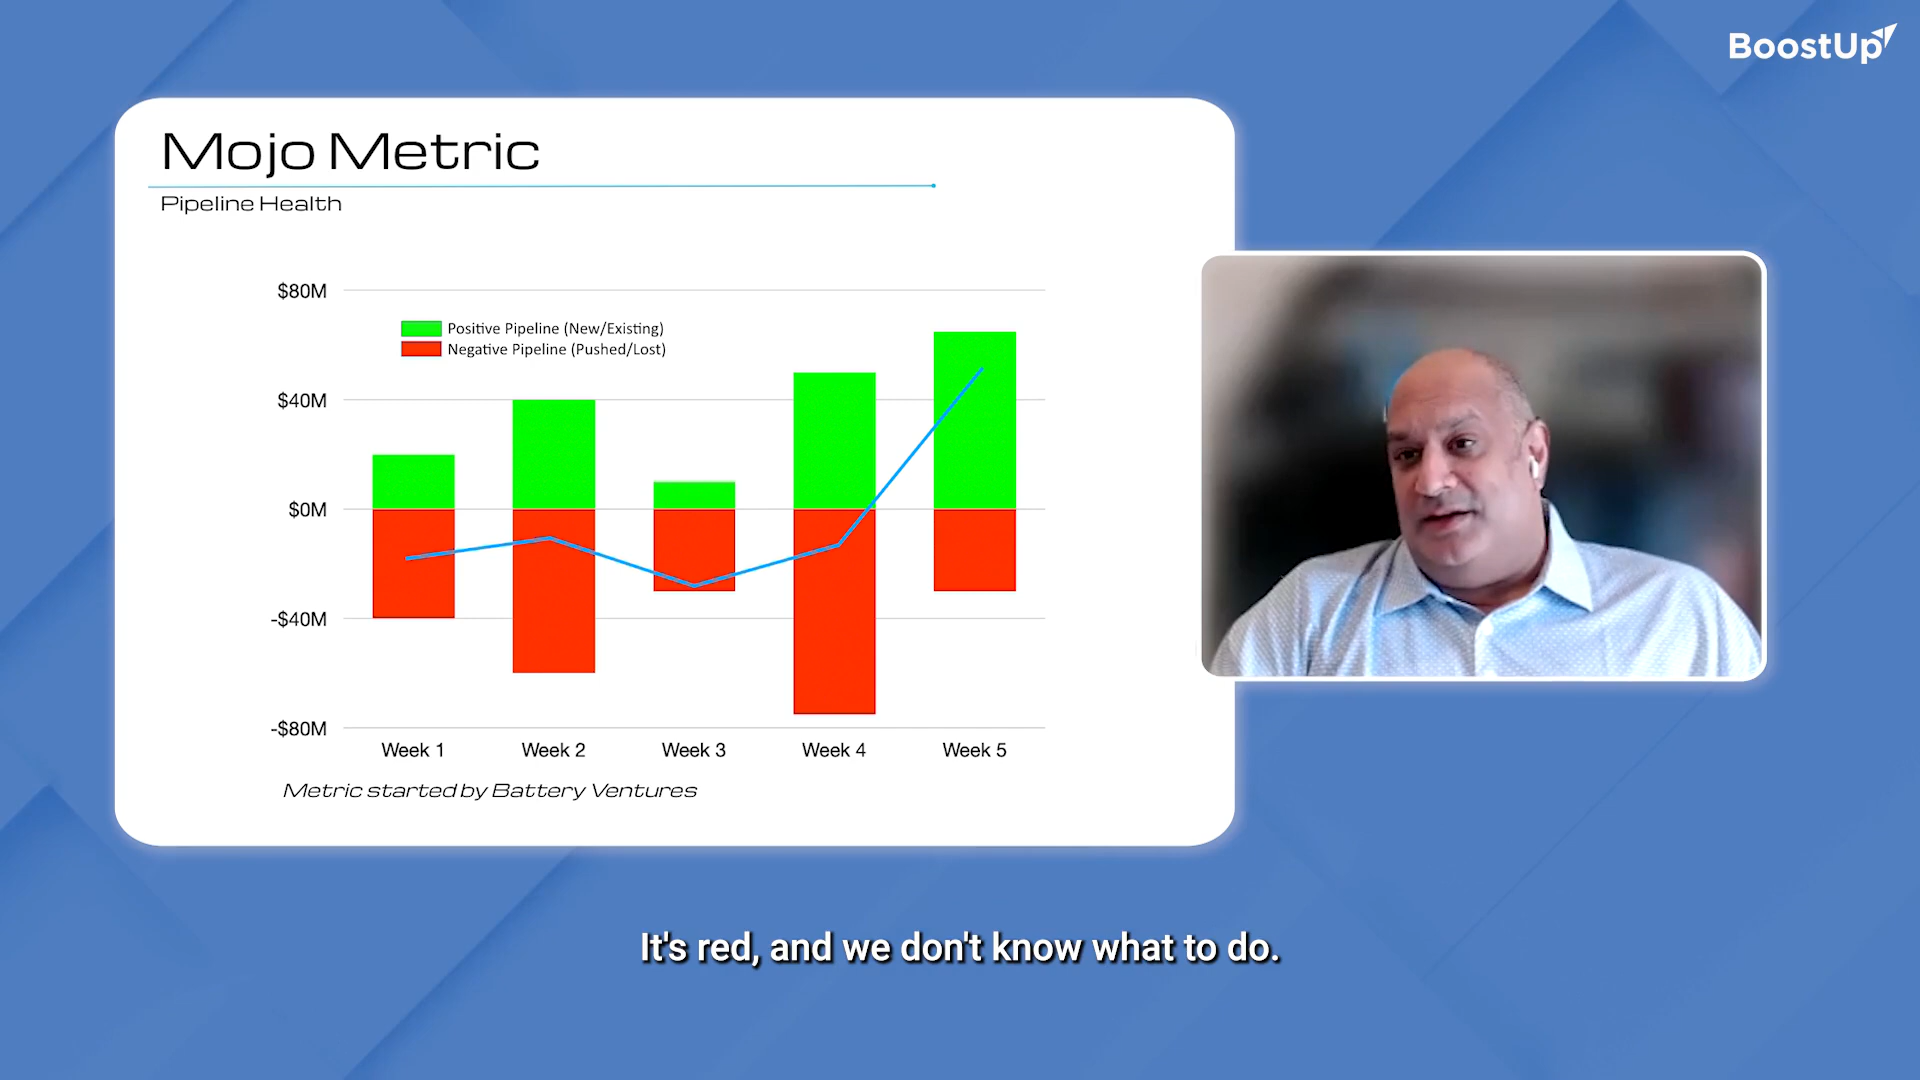 BoostUp
Mojo Metric
Pipeline Health
$80M
Positive Pipeline (New/Existing)
Negative Pipeline (Pushed/Lost)
$40M
$0M
-$40M
-$80M
Week 1 Week 2 Week 3 Week 4 Week 5
Metric started by Battery Ventures
It's red, and we don't know what to do.